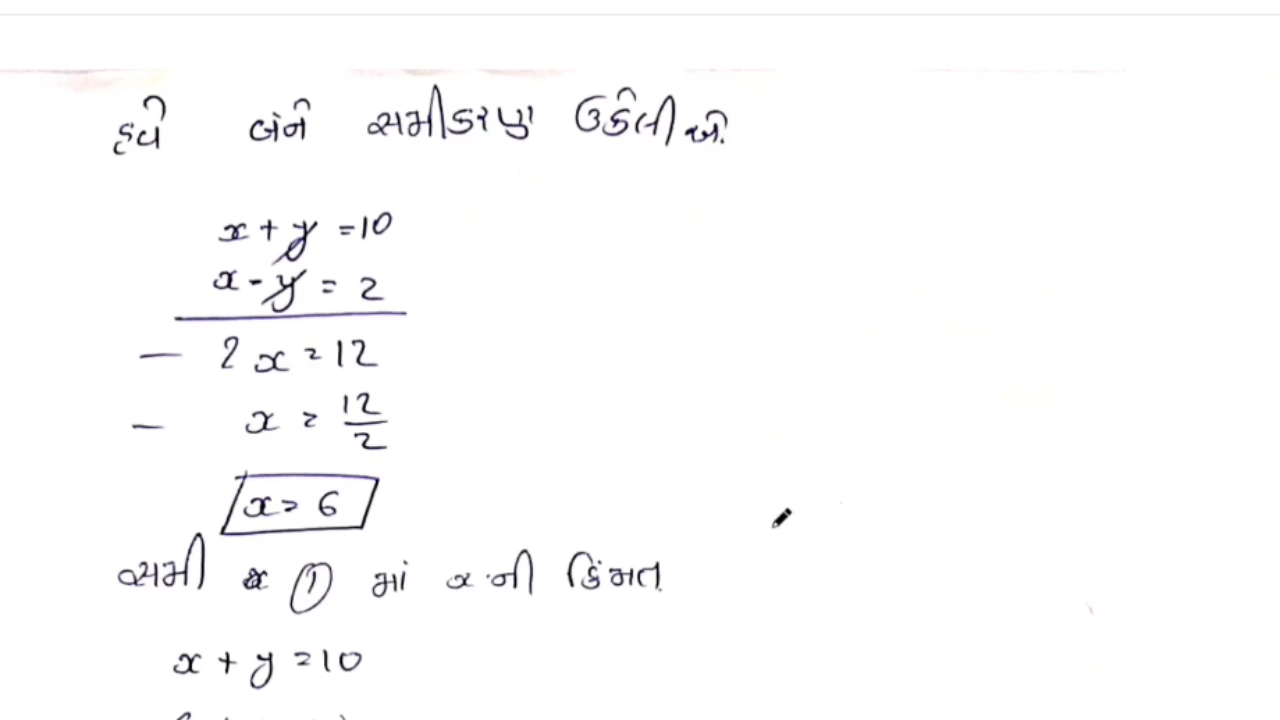 હવે બંને સમીકરણ ઉકેલીએ
x + y = 10
x - y = 2
— 2x = 12
— x = 12/2
x = 6
સમી ① માં x ની કિંમત
x + y = 10